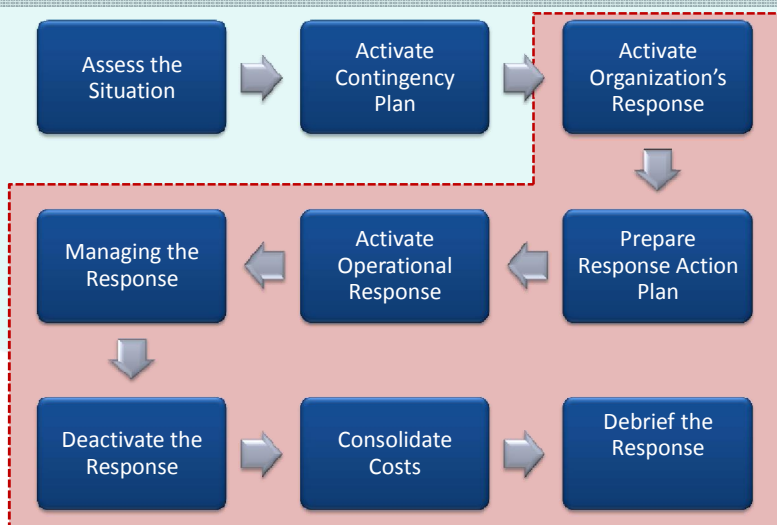 Assess the
Situation
Activate
Contingency
Plan
Activate
Organization's
Response
Managing the
Response
Activate
Operational
Response
Prepare
Response Action
Plan
Deactivate the
Response
Consolidate
Costs
Debrief the
Response